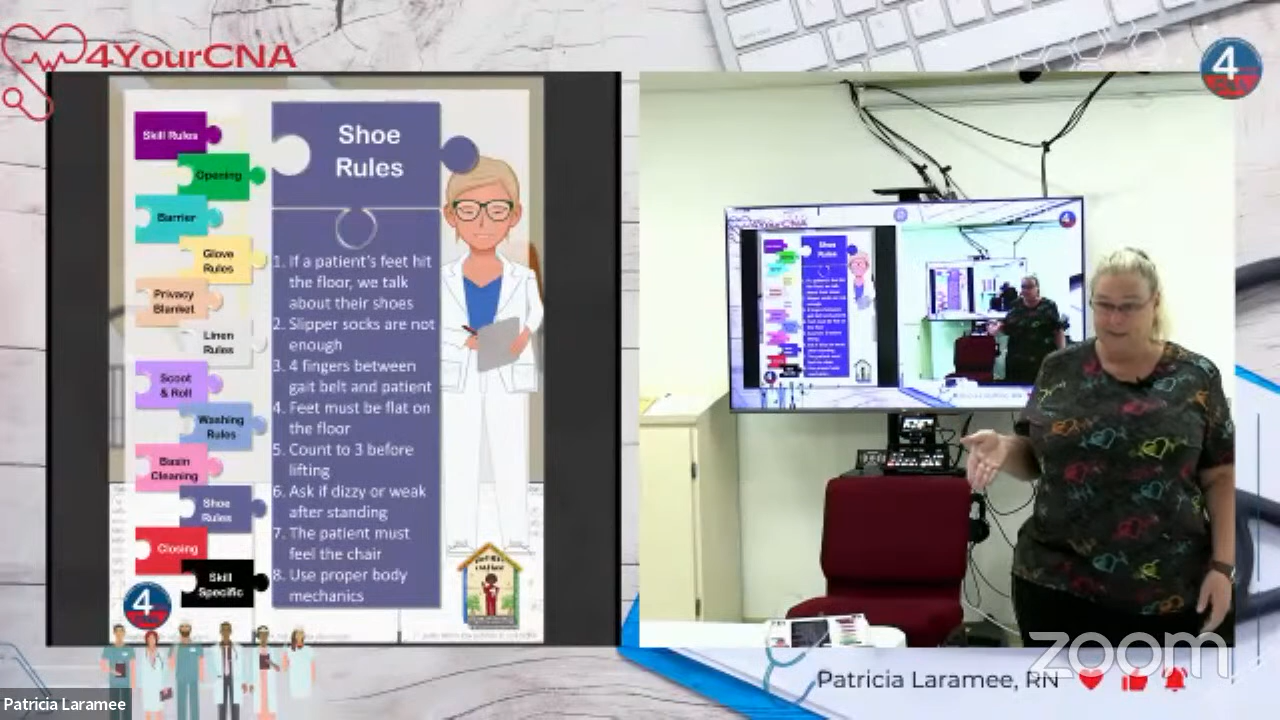 4YourCNA
4
Skill Rules
Opening
Barrier
Glove
Rules
Privacy
Blanket
Linen
Rules
Scoot
& Roll
Washing
Rules
Basin
Cleaning
Shoe
Rules
Closing
Skill
Specific
4
Shoe
Rules
1. If a patient's feet hit
the floor, we talk
about their shoes
2. Slipper socks are not
enough
3. 4 fingers between
gait belt and patient
4. Feet must be flat on
the floor
5. Count to 3 before
lifting
6. Ask if dizzy or weak
after standing
7. The patient must
feel the chair
8. Use proper body
mechanics
4YourCNA
Shoe
Rules
zoom
Patricia Laramee, RN
Patricia Laramee